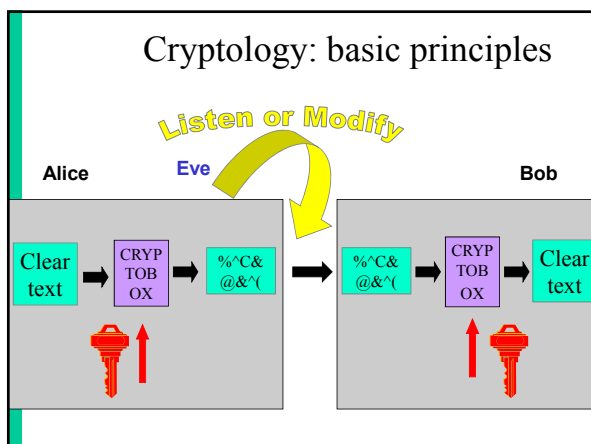 Cryptology: basic principles
Listen or Modify
Alice
Eve
Bob
Clear
text
CRYP
TOB
OX
%^C&
@&^(
%^C&
@&^(
CRYP
TOB
OX
Clear
text